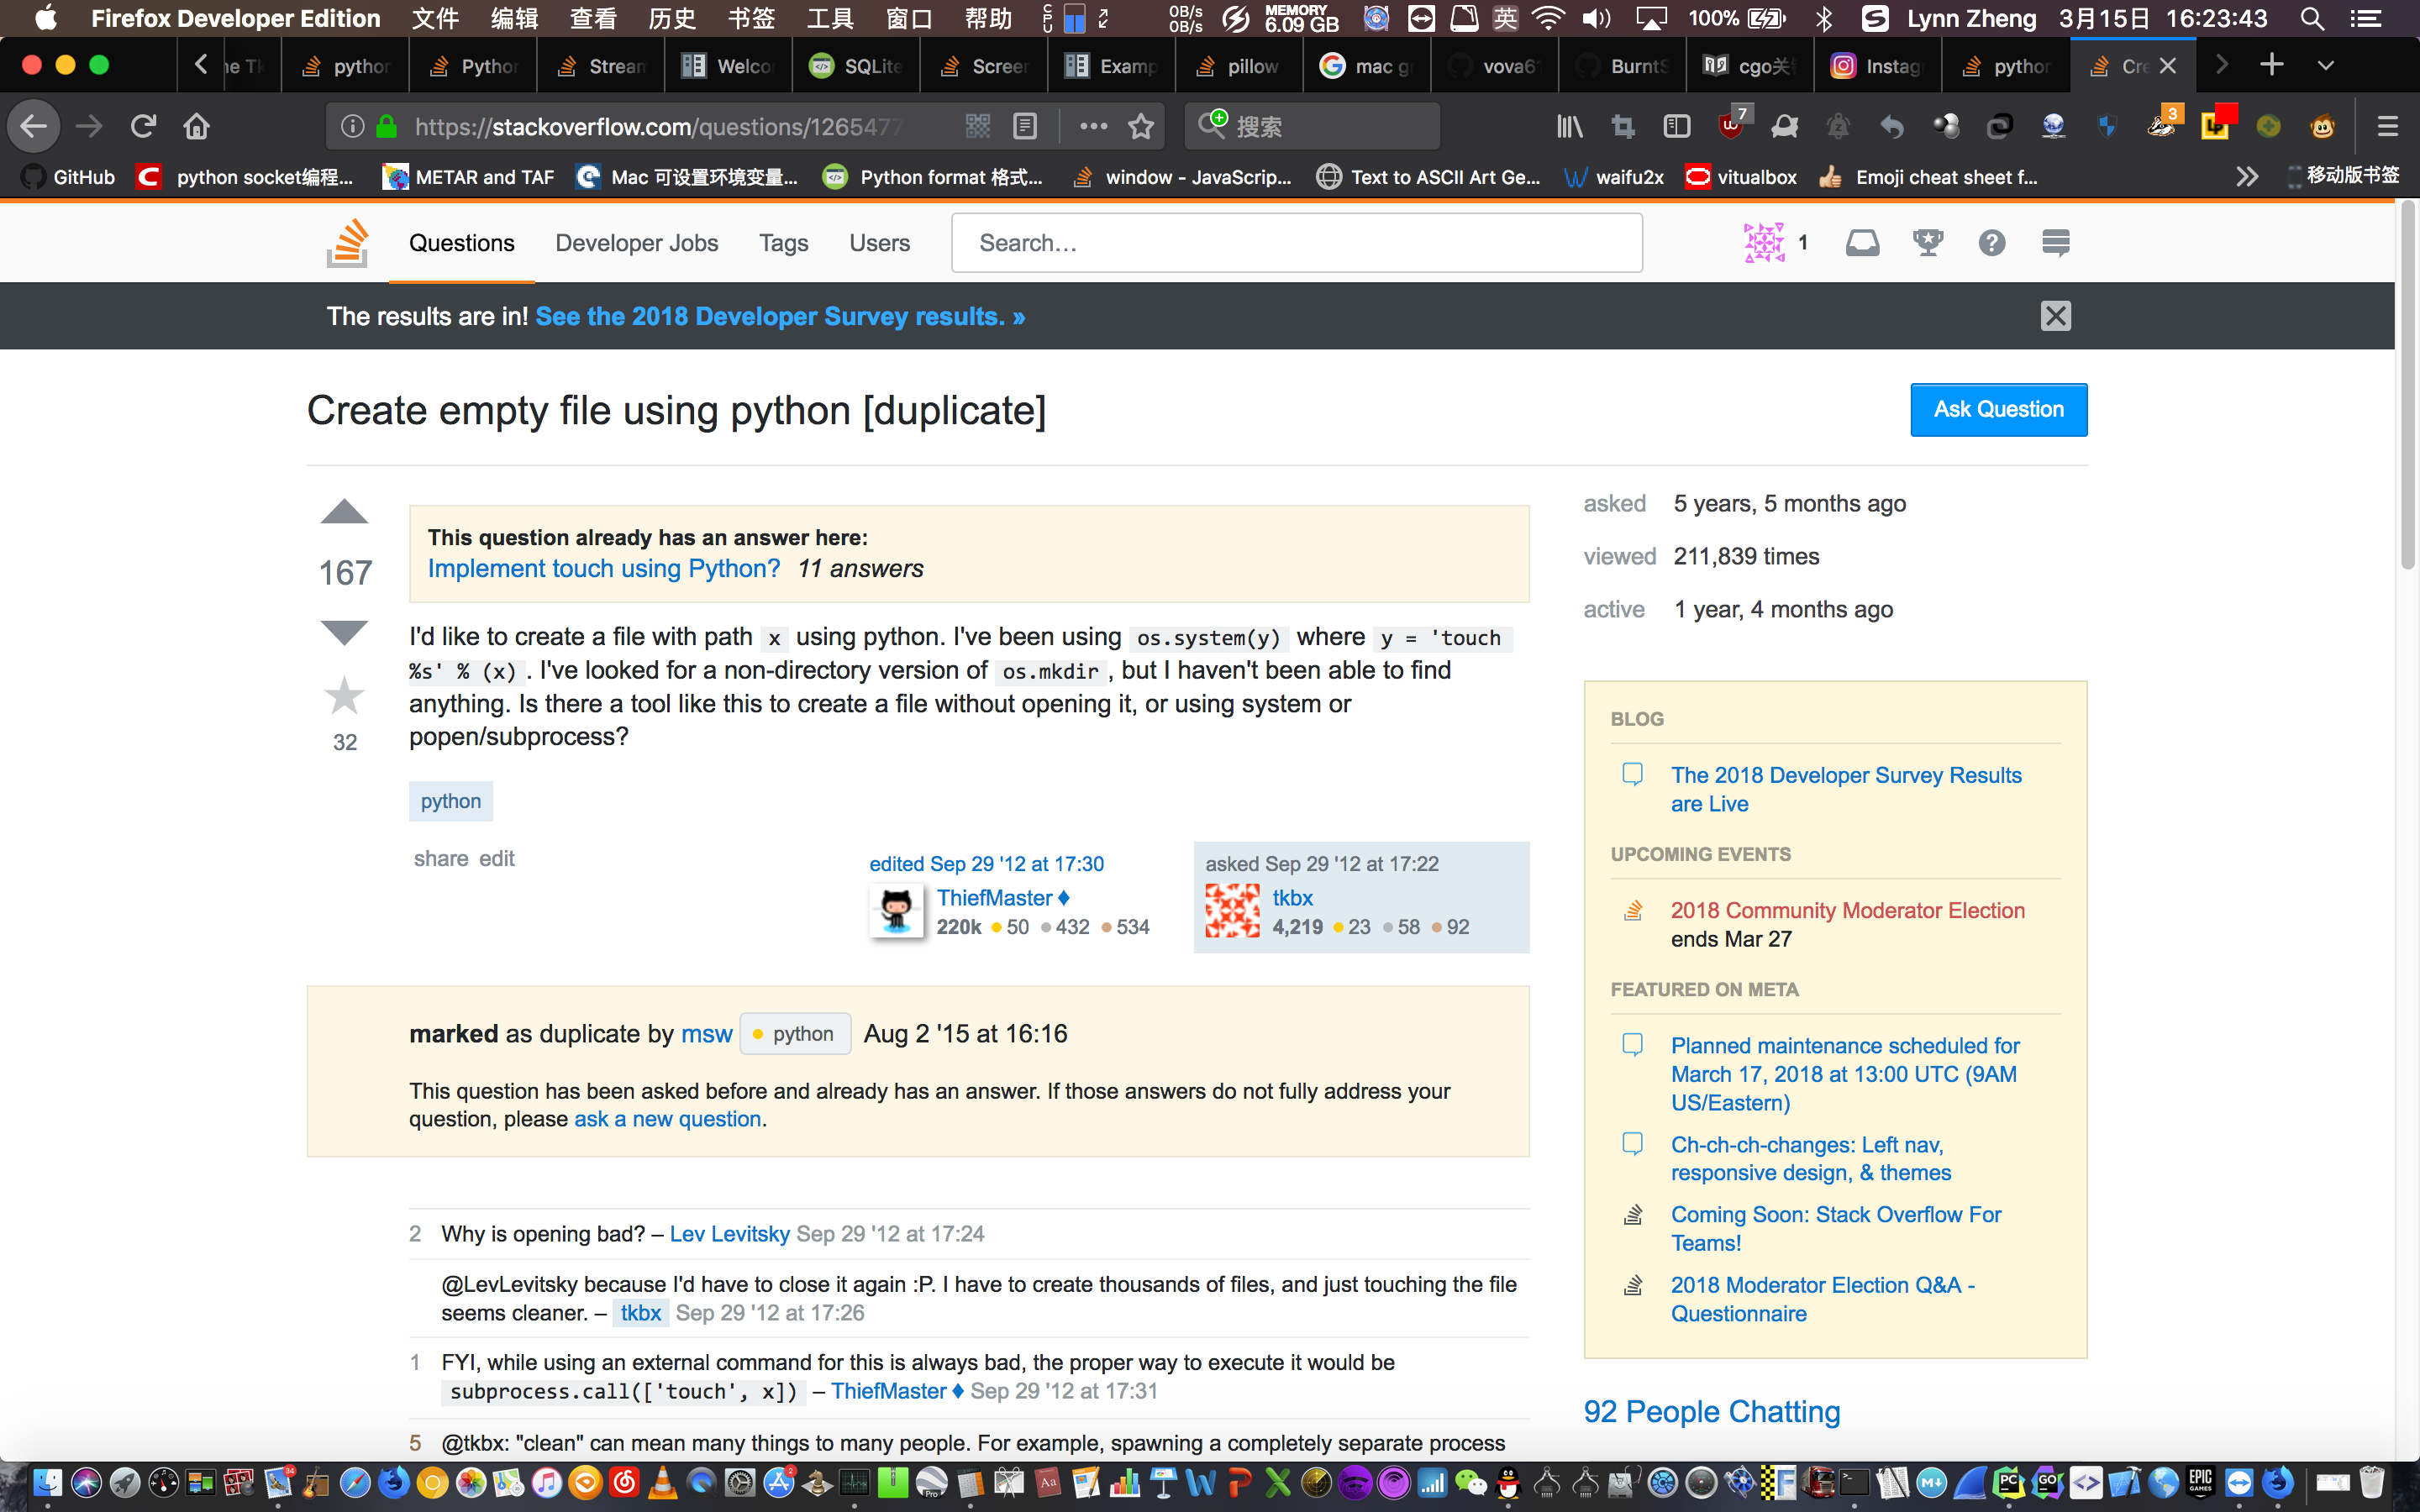 Firefox Developer Edition 文件 编辑 查看 历史 书签 工具 窗口 帮助 CPU 0B/s 0B/s MEMORY 6.09 GB 英 100% Lynn Zheng 3月15日 16:23:43
python Python Stream Welco SQLite Screen Examp pillow mac g vova6 BurntS cgo关 Instag python Cre
https://stackoverflow.com/questions/1265477 搜索 7 3
GitHub python socket编程... METAR and TAF Mac 可设置环境变量... Python format 格式... window - JavaScrip... Text to ASCII Art Ge... waifu2x vitualbox Emoji cheat sheet f... 移动版书签
Questions Developer Jobs Tags Users Search… 1
The results are in! See the 2018 Developer Survey results. »
Create empty file using python [duplicate]
Ask Question
167
32
This question already has an answer here:
Implement touch using Python? 11 answers
I'd like to create a file with path x using python. I've been using os.system(y) where y = 'touch
%s' % (x) . I've looked for a non-directory version of os.mkdir , but I haven't been able to find
anything. Is there a tool like this to create a file without opening it, or using system or
popen/subprocess?
python
share edit
edited Sep 29 '12 at 17:30
ThiefMaster ♦
220k 50 432 534
asked Sep 29 '12 at 17:22
tkbx
4,219 23 58 92
marked as duplicate by msw python Aug 2 '15 at 16:16
This question has been asked before and already has an answer. If those answers do not fully address your
question, please ask a new question.
2 Why is opening bad? – Lev Levitsky Sep 29 '12 at 17:24
@LevLevitsky because I'd have to close it again :P. I have to create thousands of files, and just touching the file
seems cleaner. – tkbx Sep 29 '12 at 17:26
1 FYI, while using an external command for this is always bad, the proper way to execute it would be
subprocess.call(['touch', x]) – ThiefMaster ♦ Sep 29 '12 at 17:31
5 @tkbx: "clean" can mean many things to many people. For example, spawning a completely separate process
asked 5 years, 5 months ago
viewed 211,839 times
active 1 year, 4 months ago
BLOG
The 2018 Developer Survey Results
are Live
UPCOMING EVENTS
2018 Community Moderator Election
ends Mar 27
FEATURED ON META
Planned maintenance scheduled for
March 17, 2018 at 13:00 UTC (9AM
US/Eastern)
Ch-ch-ch-changes: Left nav,
responsive design, & themes
Coming Soon: Stack Overflow For
Teams!
2018 Moderator Election Q&A -
Questionnaire
92 People Chatting